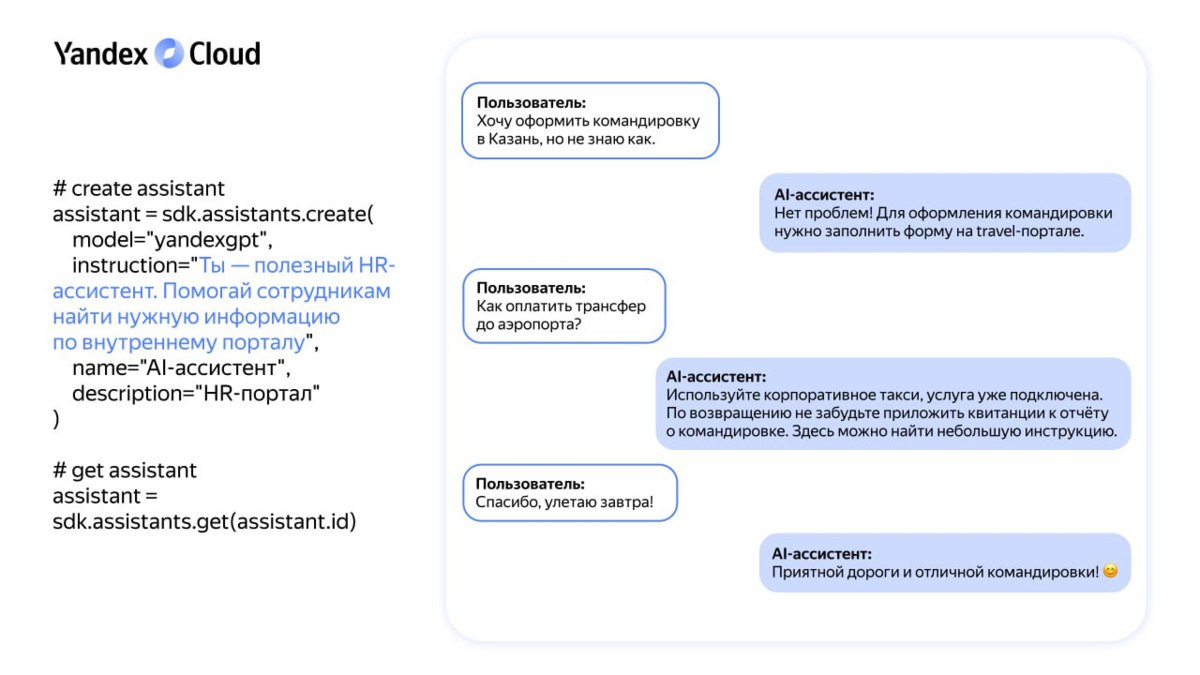 Yandex Cloud
# create assistant
assistant = sdk.assistants.create(
model="yandexgpt",
instruction="Ты — полезный HR-
ассистент. Помогай сотрудникам
найти нужную информацию
по внутреннему порталу",
name="AI-ассистент",
description="HR-портал"
)
# get assistant
assistant =
sdk.assistants.get(assistant.id)
Пользователь:
Хочу оформить командировку
в Казань, но не знаю как.
AI-ассистент:
Нет проблем! Для оформления командировки
нужно заполнить форму на travel-портале.
Пользователь:
Как оплатить трансфер
до аэропорта?
AI-ассистент:
Используйте корпоративное такси, услуга уже подключена.
По возвращению не забудьте приложить квитанции к отчёту
о командировке. Здесь можно найти небольшую инструкцию.
Пользователь:
Спасибо, улетаю завтра!
AI-ассистент:
Приятной дороги и отличной командировки! 😊